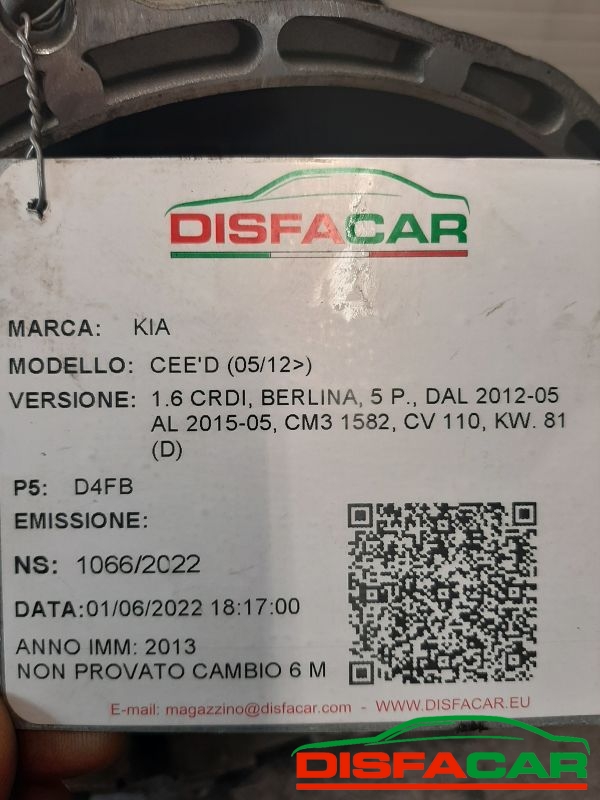 DISFACAR
MARCA: KIA
MODELLO: CEE'D (05/12>)
VERSIONE: 1.6 CRDI, BERLINA, 5 P., DAL 2012-05
AL 2015-05, CM3 1582, CV 110, KW. 81
(D)
P5: D4FB
EMISSIONE:
NS: 1066/2022
DATA:01/06/2022 18:17:00
ANNO IMM: 2013
NON PROVATO CAMBIO 6 M
E-mail: magazzino@disfacar.com - WWW.DISFACAR.EU
DISFACAR